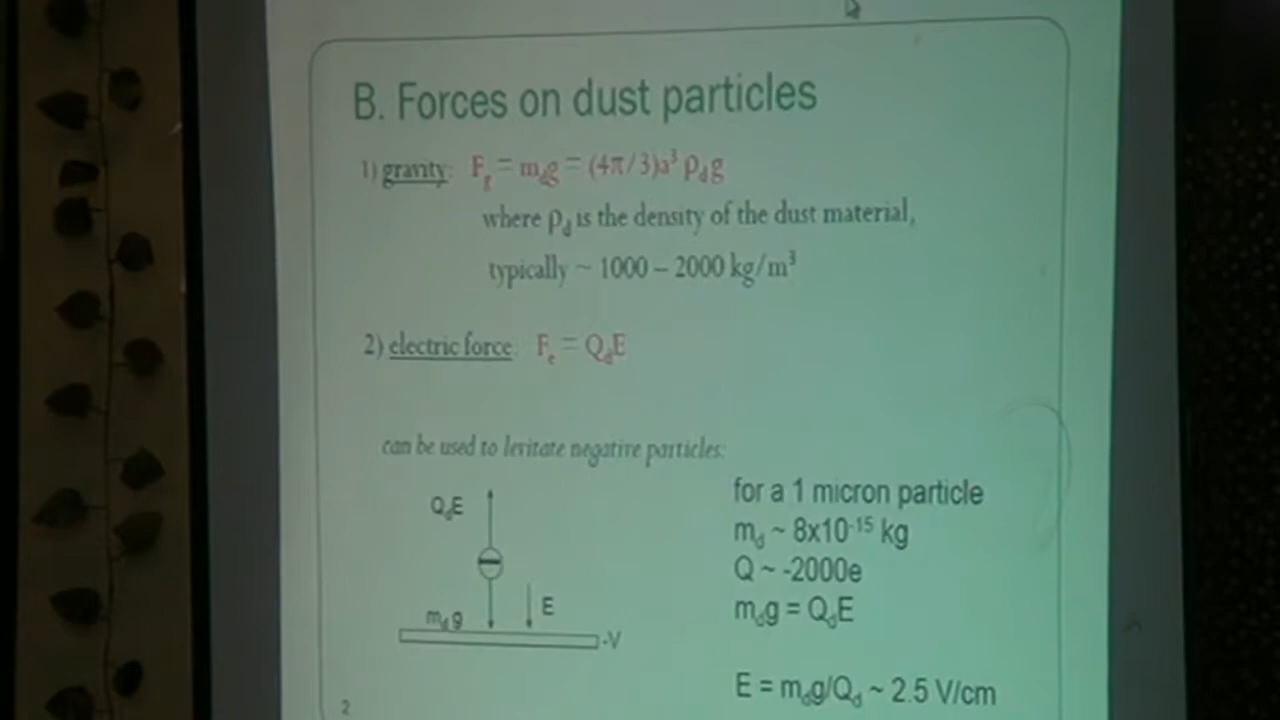 B. Forces on dust particles
1) gravity: F_g = m_dg = (4π/3)a³ ρ_dg
where ρ_d is the density of the dust material,
typically ~ 1000 – 2000 kg/m³
2) electric force: F_e = Q_dE
can be used to levitate negative particles:
Q_dE
m_dg
E
-V
for a 1 micron particle
m_d ~ 8x10⁻¹⁵ kg
Q ~ -2000e
m_dg = Q_dE
E = m_dg/Q_d ~ 2.5 V/cm
2